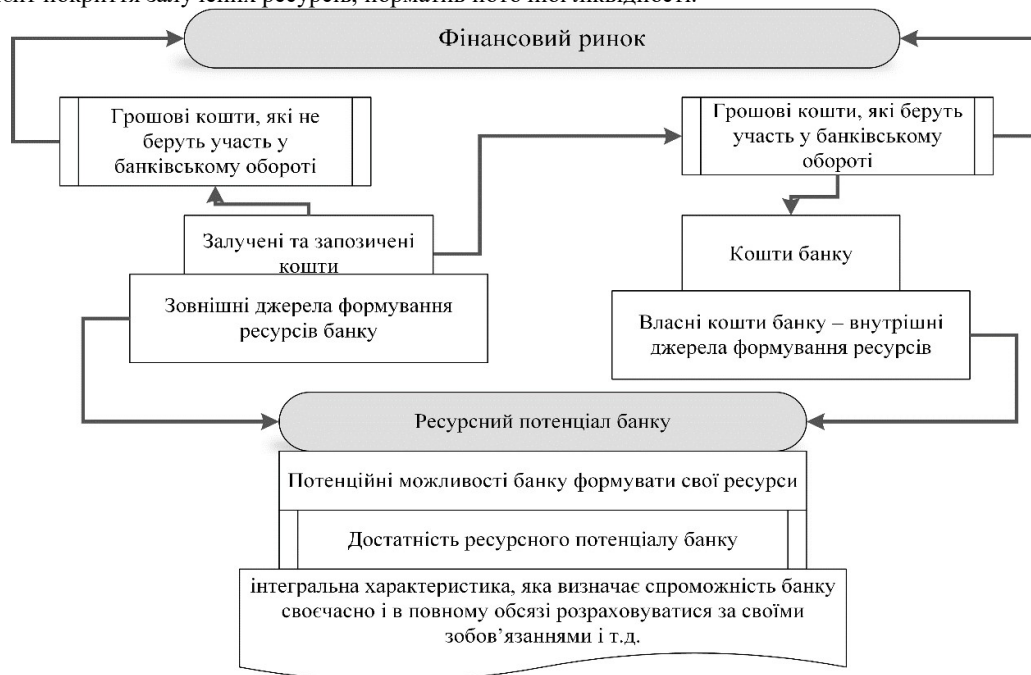 залучених ресурсів,
Фінансовий ринок
Грошові кошти, які не
беруть участь у
банківському обороті
Грошові кошти, які беруть
участь у банківському
обороті
Залучені та запозичені
кошти
Кошти банку
Зовнішні джерела формування
ресурсів банку
Власні кошти банку – внутрішні
джерела формування ресурсів
Ресурсний потенціал банку
Потенційні можливості банку формувати свої ресурси
Достатність ресурсного потенціалу банку
інтегральна характеристика, яка визначає спроможність банку
своєчасно і в повному обсязі розраховуватися за своїми
зобов’язаннями і т.д.